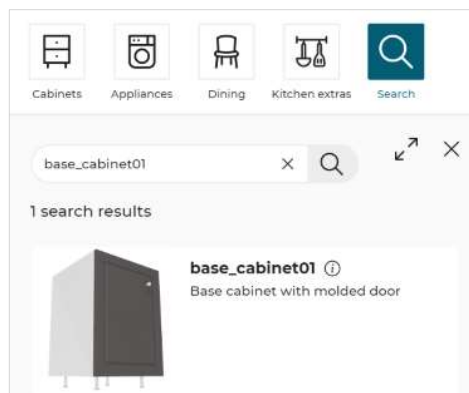 Cabinets Appliances Dining Kitchen extras Search
base_cabinet01
1 search results
base_cabinet01
Base cabinet with molded door